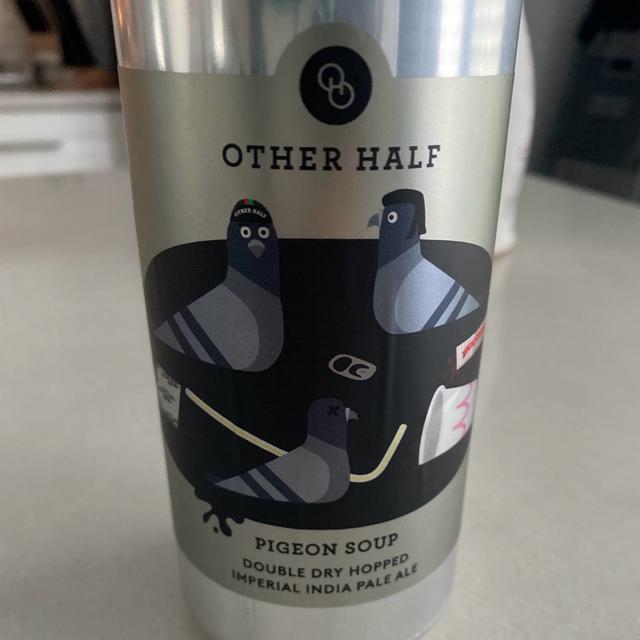 OTHER HALF
OTHER HALF
PIGEON SOUP
DOUBLE DRY HOPPED
IMPERIAL INDIA PALE ALE